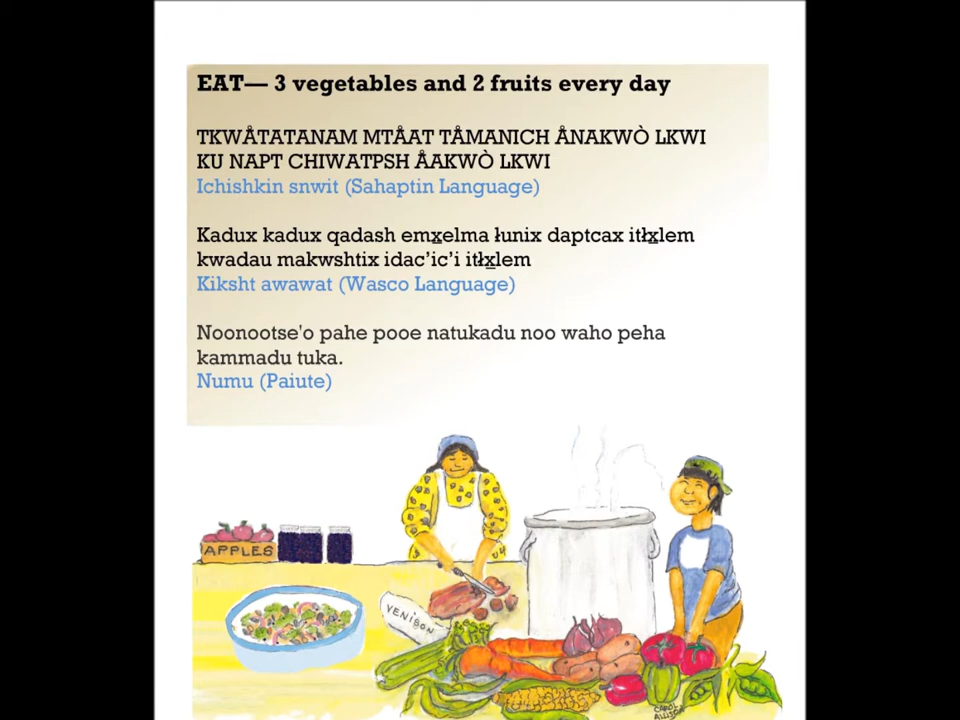 EAT— 3 vegetables and 2 fruits every day
TKWÅTATANAM MTÅAT TÅMANICH ÅNAKWÒ LKWI
KU NAPT CHIWATPSH ÅAKWÒ LKWI
Ichishkin snwit (Sahaptin Language)
Kadux kadux qadash emx̲elma łunix daptcax itłx̲lem
kwadau makwshtix idac’ic’i itłx̲lem
Kiksht awawat (Wasco Language)
Noonootse'o pahe pooe natukadu noo waho peha
kammadu tuka.
Numu (Paiute)
APPLES
VENISON
CAROL
ALLISON